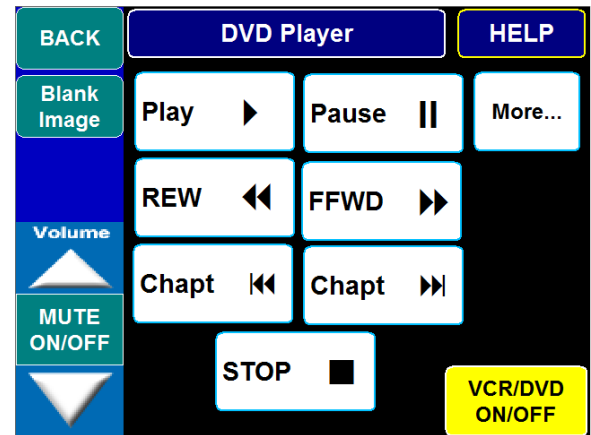 BACK
DVD Player
HELP
Blank
Image
Play
Pause
More...
REW
FFWD
Volume
Chapt
Chapt
MUTE
ON/OFF
STOP
VCR/DVD
ON/OFF